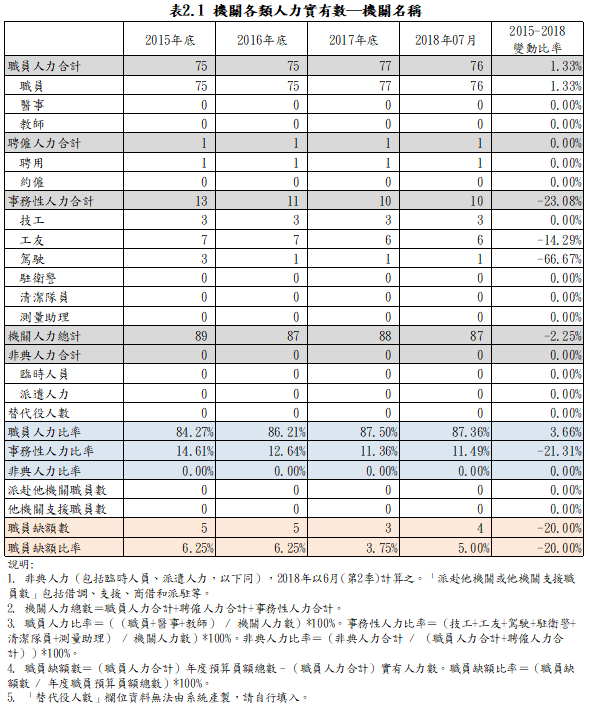 表2.1 機關各類人力實有數—機關名稱
2015年底 2016年底 2017年底 2018年07月 2015-2018變動比率
職員人力合計 75 75 77 76 1.33%
職員 75 75 77 76 1.33%
醫事 0 0 0 0 0.00%
教師 0 0 0 0 0.00%
聘僱人力合計 1 1 1 1 0.00%
聘用 1 1 1 1 0.00%
約僱 0 0 0 0 0.00%
事務性人力合計 13 11 10 10 -23.08%
技工 3 3 3 3 0.00%
工友 7 7 6 6 -14.29%
駕駛 3 1 1 1 -66.67%
駐衛警 0 0 0 0 0.00%
清潔隊員 0 0 0 0 0.00%
測量助理 0 0 0 0 0.00%
機關人力總計 89 87 88 87 -2.25%
非典人力合計 0 0 0 0 0.00%
臨時人員 0 0 0 0 0.00%
派遣人力 0 0 0 0 0.00%
替代役人數 0 0 0 0 0.00%
職員人力比率 84.27% 86.21% 87.50% 87.36% 3.66%
事務性人力比率 14.61% 12.64% 11.36% 11.49% -21.31%
非典人力比率 0.00% 0.00% 0.00% 0.00% 0.00%
派赴他機關職員數 0 0 0 0 0.00%
他機關支援職員數 0 0 0 0 0.00%
職員缺額數 5 5 3 4 -20.00%
職員缺額比率 6.25% 6.25% 3.75% 5.00% -20.00%
說明:
1. 非典人力（包括臨時人員、派遣人力，以下同），2018年以6月(第2季)計算之。「派赴他機關或他機關支援職
員數」包括借調、支援、商借和派駐等。
2. 機關人力總數＝職員人力合計+聘僱人力合計+事務性人力合計。
3. 職員人力比率＝（（職員+醫事+教師） / 機關人力數）*100%。事務性人力比率＝（技工+工友+駕駛+駐衛警+
清潔隊員+測量助理） / 機關人力數）*100%。非典人力比率＝（非典人力合計 / （職員人力合計+聘僱人力合
計））*100%。
4. 職員缺額數＝（職員人力合計）年度預算員額總數-（職員人力合計）實有人力數。職員缺額比率＝（職員缺
額數 / 年度職員預算員額總數）*100%。
5. 「替代役人數」欄位資料無法由系統產製，請自行填入。